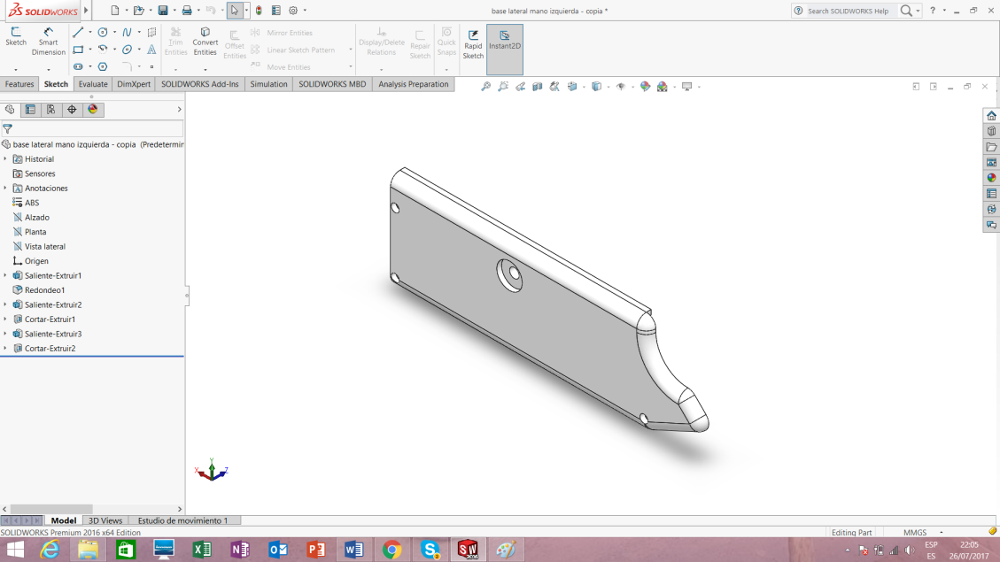 SOLIDWORKS
base lateral mano izquierda - copia *
Search SOLIDWORKS Help
Sketch
Smart Dimension
Trim Entities
Convert Entities
Offset Entities
Mirror Entities
Linear Sketch Pattern
Move Entities
Display/Delete Relations
Repair Sketch
Quick Snaps
Rapid Sketch
Instant2D
Features
Sketch
Evaluate
DimXpert
SOLIDWORKS Add-Ins
Simulation
SOLIDWORKS MBD
Analysis Preparation
base lateral mano izquierda - copia (Predetermin
Historial
Sensores
Anotaciones
ABS
Alzado
Planta
Vista lateral
Origen
Saliente-Extruir1
Redondeo1
Saliente-Extruir2
Cortar-Extruir1
Saliente-Extruir3
Cortar-Extruir2
Y
X
Z
Model
3D Views
Estudio de movimiento 1
SOLIDWORKS Premium 2016 x64 Edition
Editing Part
MMGS
ESP
ES
22:05
26/07/2017